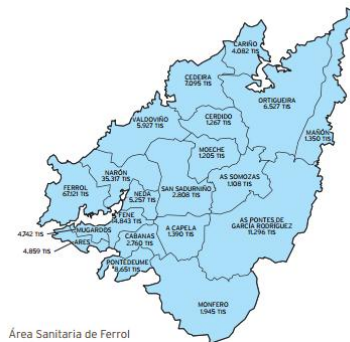 CARIÑO
4.082 TIS
CEDEIRA
7.095 TIS
ORTIGUEIRA
6.527 TIS
VALDOVIÑO
5.927 TIS
CERDIDO
1.267 TIS
MAÑÓN
1.350 TIS
MOECHE
1.205 TIS
NARÓN
35.317 TIS
AS SOMOZAS
1.108 TIS
FERROL
67.121 TIS
NEDA
5.257 TIS
SAN SADURNIÑO
2.808 TIS
FENE
14.843 TIS
AS PONTES DE
GARCÍA RODRÍGUEZ
11.296 TIS
4.742 TIS
MUGARDOS
CABANAS
2.760 TIS
A CAPELA
1.390 TIS
4.859 TIS
ARES
PONTEDEUME
8.651 TIS
MONFERO
1.945 TIS
Área Sanitaria de Ferrol